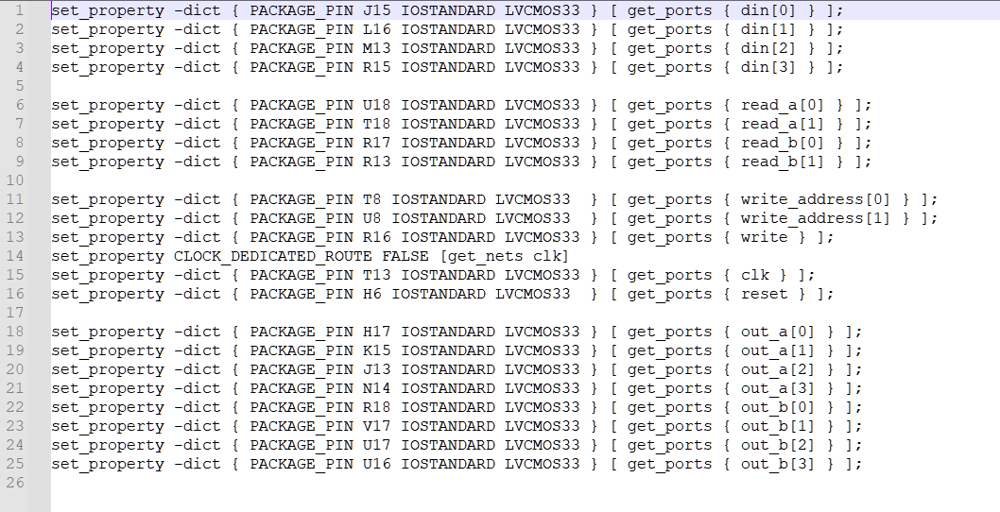 1 set_property -dict { PACKAGE_PIN J15 IOSTANDARD LVCMOS33 } [ get_ports { din[0] } ];
2 set_property -dict { PACKAGE_PIN L16 IOSTANDARD LVCMOS33 } [ get_ports { din[1] } ];
3 set_property -dict { PACKAGE_PIN M13 IOSTANDARD LVCMOS33 } [ get_ports { din[2] } ];
4 set_property -dict { PACKAGE_PIN R15 IOSTANDARD LVCMOS33 } [ get_ports { din[3] } ];
5
6 set_property -dict { PACKAGE_PIN U18 IOSTANDARD LVCMOS33 } [ get_ports { read_a[0] } ];
7 set_property -dict { PACKAGE_PIN T18 IOSTANDARD LVCMOS33 } [ get_ports { read_a[1] } ];
8 set_property -dict { PACKAGE_PIN R17 IOSTANDARD LVCMOS33 } [ get_ports { read_b[0] } ];
9 set_property -dict { PACKAGE_PIN R13 IOSTANDARD LVCMOS33 } [ get_ports { read_b[1] } ];
10
11 set_property -dict { PACKAGE_PIN T8 IOSTANDARD LVCMOS33  } [ get_ports { write_address[0] } ];
12 set_property -dict { PACKAGE_PIN U8 IOSTANDARD LVCMOS33  } [ get_ports { write_address[1] } ];
13 set_property -dict { PACKAGE_PIN R16 IOSTANDARD LVCMOS33 } [ get_ports { write } ];
14 set_property CLOCK_DEDICATED_ROUTE FALSE [get_nets clk]
15 set_property -dict { PACKAGE_PIN T13 IOSTANDARD LVCMOS33 } [ get_ports { clk } ];
16 set_property -dict { PACKAGE_PIN H6 IOSTANDARD LVCMOS33  } [ get_ports { reset } ];
17
18 set_property -dict { PACKAGE_PIN H17 IOSTANDARD LVCMOS33 } [ get_ports { out_a[0] } ];
19 set_property -dict { PACKAGE_PIN K15 IOSTANDARD LVCMOS33 } [ get_ports { out_a[1] } ];
20 set_property -dict { PACKAGE_PIN J13 IOSTANDARD LVCMOS33 } [ get_ports { out_a[2] } ];
21 set_property -dict { PACKAGE_PIN N14 IOSTANDARD LVCMOS33 } [ get_ports { out_a[3] } ];
22 set_property -dict { PACKAGE_PIN R18 IOSTANDARD LVCMOS33 } [ get_ports { out_b[0] } ];
23 set_property -dict { PACKAGE_PIN V17 IOSTANDARD LVCMOS33 } [ get_ports { out_b[1] } ];
24 set_property -dict { PACKAGE_PIN U17 IOSTANDARD LVCMOS33 } [ get_ports { out_b[2] } ];
25 set_property -dict { PACKAGE_PIN U16 IOSTANDARD LVCMOS33 } [ get_ports { out_b[3] } ];
26